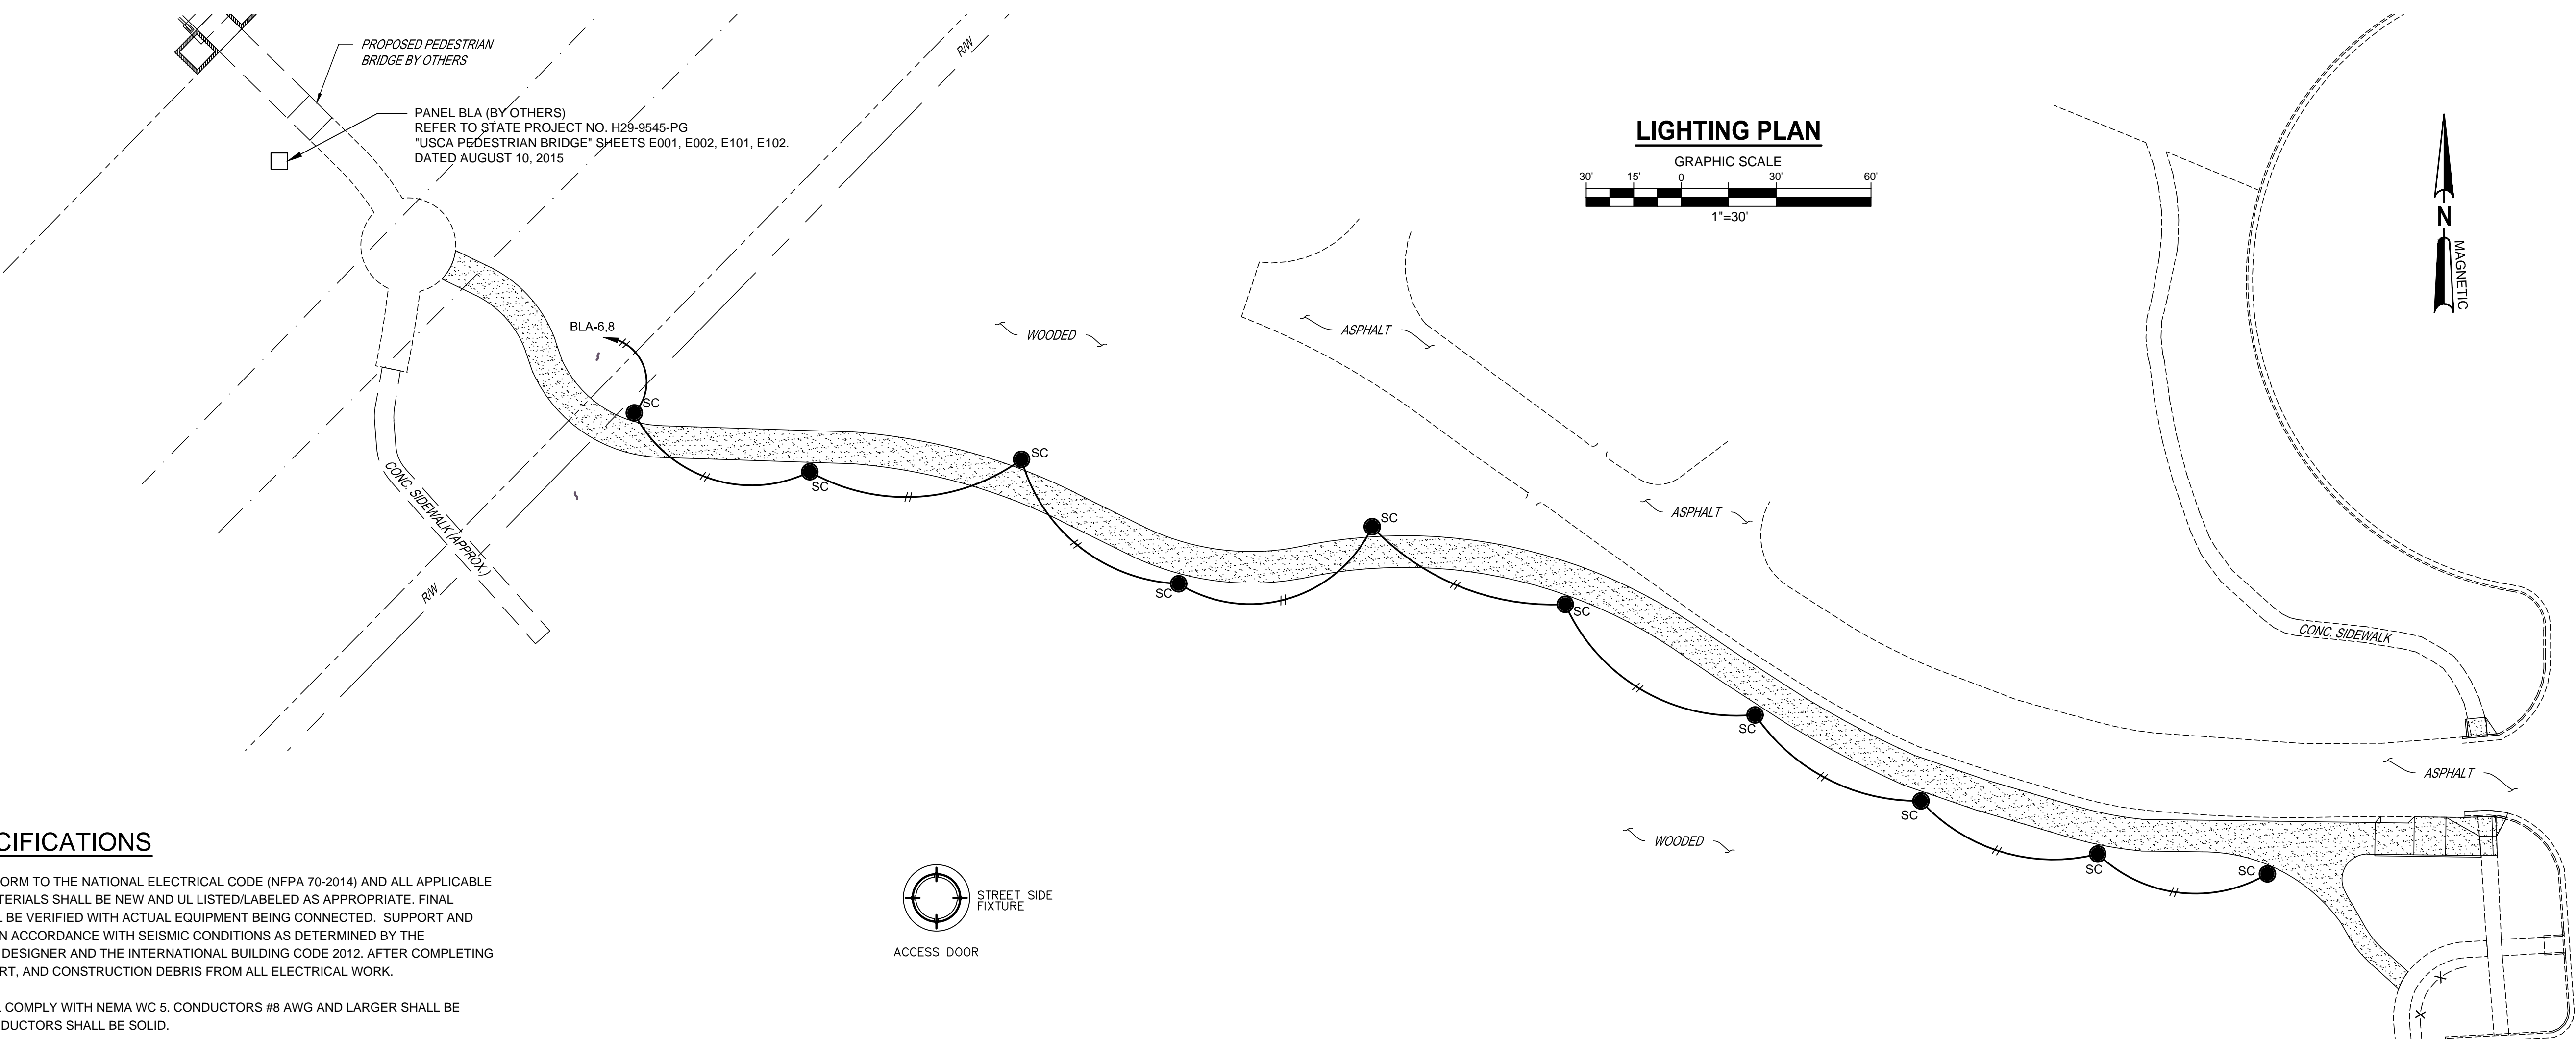 PROPOSED PEDESTRIAN
BRIDGE BY OTHERS
R/W
PANEL BLA (BY OTHERS)
REFER TO STATE PROJECT NO. H29-9545-PG
"USCA PEDESTRIAN BRIDGE" SHEETS E001, E002, E101, E102.
DATED AUGUST 10, 2015
LIGHTING PLAN
GRAPHIC SCALE
30' 15' 0 30' 60'
1"=30'
N
MAGNETIC
BLA-6,8
WOODED
ASPHALT
SC
SC
SC
CONC. SIDEWALK (APPROX.)
R/W
SC
SC
SC
ASPHALT
CONC. SIDEWALK
SC
SC
SC
SC
ASPHALT
WOODED
CIFICATIONS
ORM TO THE NATIONAL ELECTRICAL CODE (NFPA 70-2014) AND ALL APPLICABLE
TERIALS SHALL BE NEW AND UL LISTED/LABELED AS APPROPRIATE. FINAL
L BE VERIFIED WITH ACTUAL EQUIPMENT BEING CONNECTED. SUPPORT AND
N ACCORDANCE WITH SEISMIC CONDITIONS AS DETERMINED BY THE
DESIGNER AND THE INTERNATIONAL BUILDING CODE 2012. AFTER COMPLETING
RT, AND CONSTRUCTION DEBRIS FROM ALL ELECTRICAL WORK.
L COMPLY WITH NEMA WC 5. CONDUCTORS #8 AWG AND LARGER SHALL BE
DUCTORS SHALL BE SOLID.
STREET SIDE
FIXTURE
ACCESS DOOR
X
X